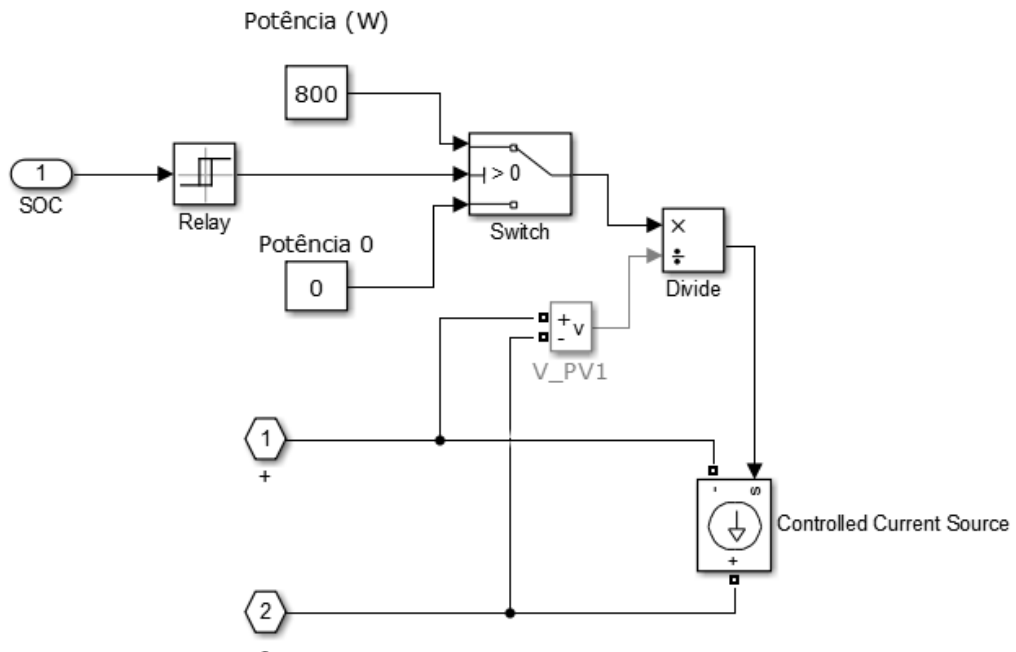 Potência (W)
800
1
SOC
Relay
> 0
Switch
Potência 0
0
×
÷
Divide
+
-
v
V_PV1
1
+
-
s
+
Controlled Current Source
2